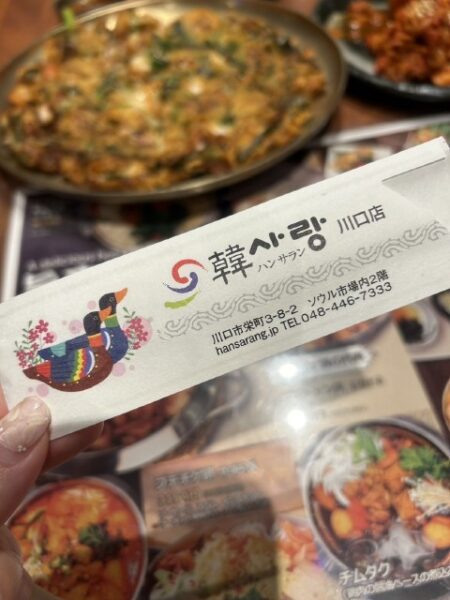 韓사랑 川口店
ハンサラン
川口市栄町3-8-2 ソウル市場内2階
hansarang.jp TEL 048-446-7333
チムタク